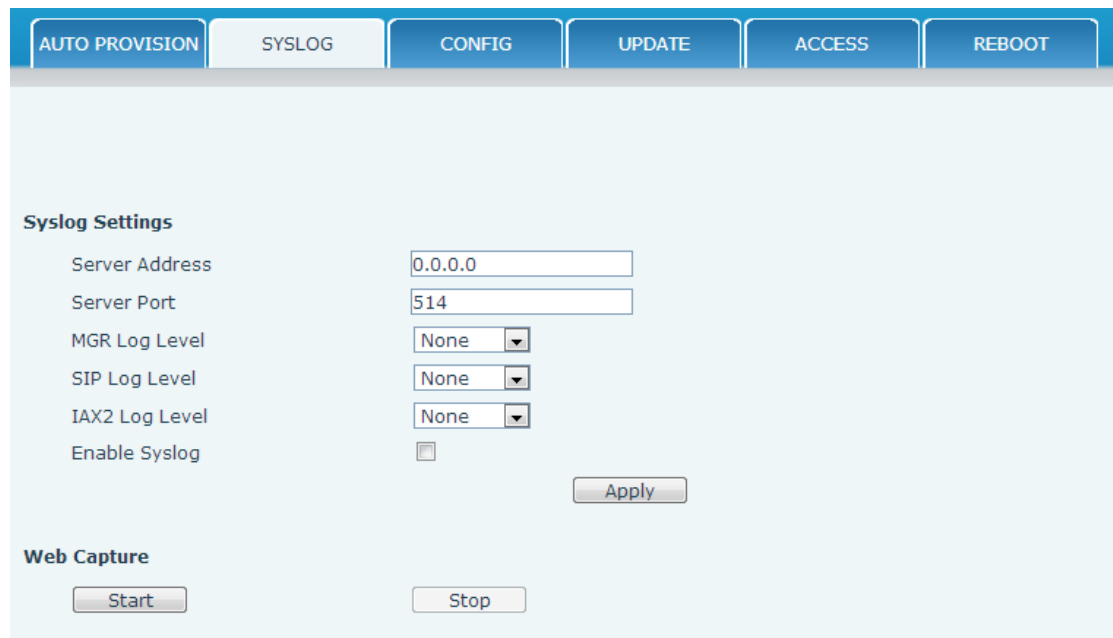 AUTO PROVISION SYSLOG CONFIG UPDATE ACCESS REBOOT
Syslog Settings
Server Address 0.0.0.0
Server Port 514
MGR Log Level None
SIP Log Level None
IAX2 Log Level None
Enable Syslog
Apply
Web Capture
Start Stop